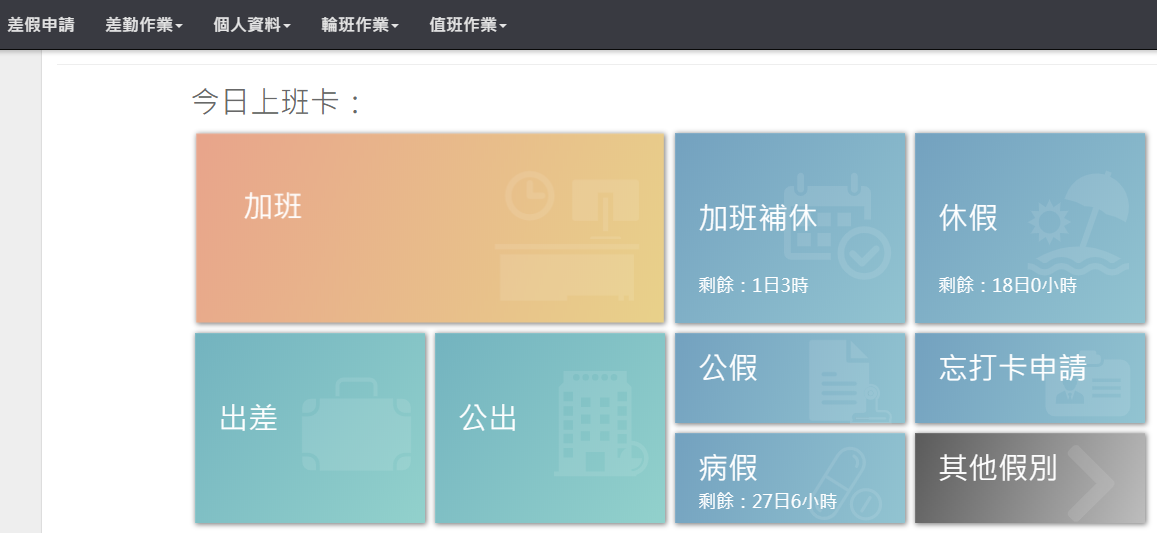 差假申請 差勤作業 個人資料 輪班作業 值班作業
今日上班卡：
加班
加班補休
剩餘：1日3時
休假
剩餘：18日0小時
出差
公出
公假
忘打卡申請
病假
剩餘：27日6小時
其他假別